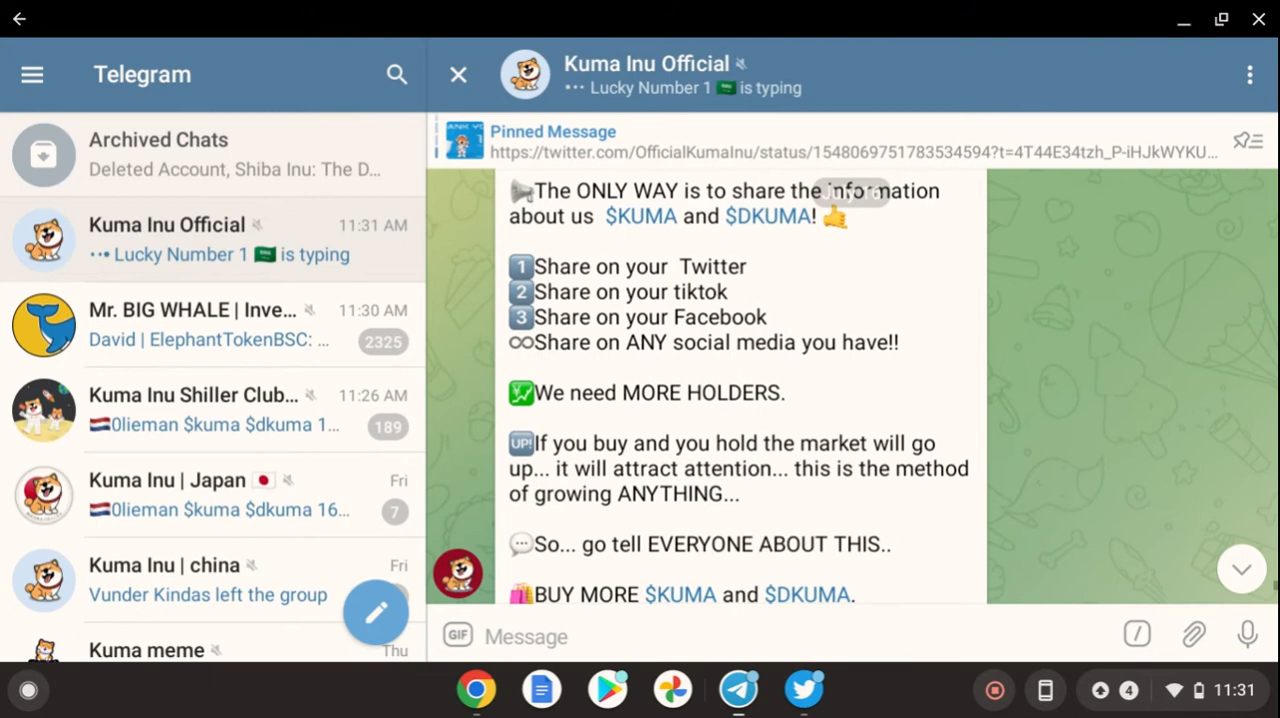 Telegram
Kuma Inu Official
Lucky Number 1 🇸🇦 is typing
Archived Chats
Deleted Account, Shiba Inu: The D...
Kuma Inu Official 11:31 AM
Lucky Number 1 🇸🇦 is typing
Mr. BIG WHALE | Inve... 11:30 AM
David | ElephantTokenBSC: ... 2325
Kuma Inu Shiller Club... 11:26 AM
🇳🇱0lieman $kuma $dkuma 1... 189
Kuma Inu | Japan 🇯🇵 Fri
🇳🇱0lieman $kuma $dkuma 16... 7
Kuma Inu | china Fri
Vunder Kindas left the group
Kuma meme Thu
Pinned Message
https://twitter.com/OfficialKumaInu/status/1548069751783534594?t=4T44E34tzh_P-iHJkWYKU...
📢The ONLY WAY is to share the information
about us $KUMA and $DKUMA! 🤙
1️⃣Share on your Twitter
2️⃣Share on your tiktok
3️⃣Share on your Facebook
♾Share on ANY social media you have!!
💹We need MORE HOLDERS.
🆙If you buy and you hold the market will go
up... it will attract attention... this is the method
of growing ANYTHING...
💬So... go tell EVERYONE ABOUT THIS..
🛍BUY MORE $KUMA and $DKUMA.
GIF Message
4 11:31